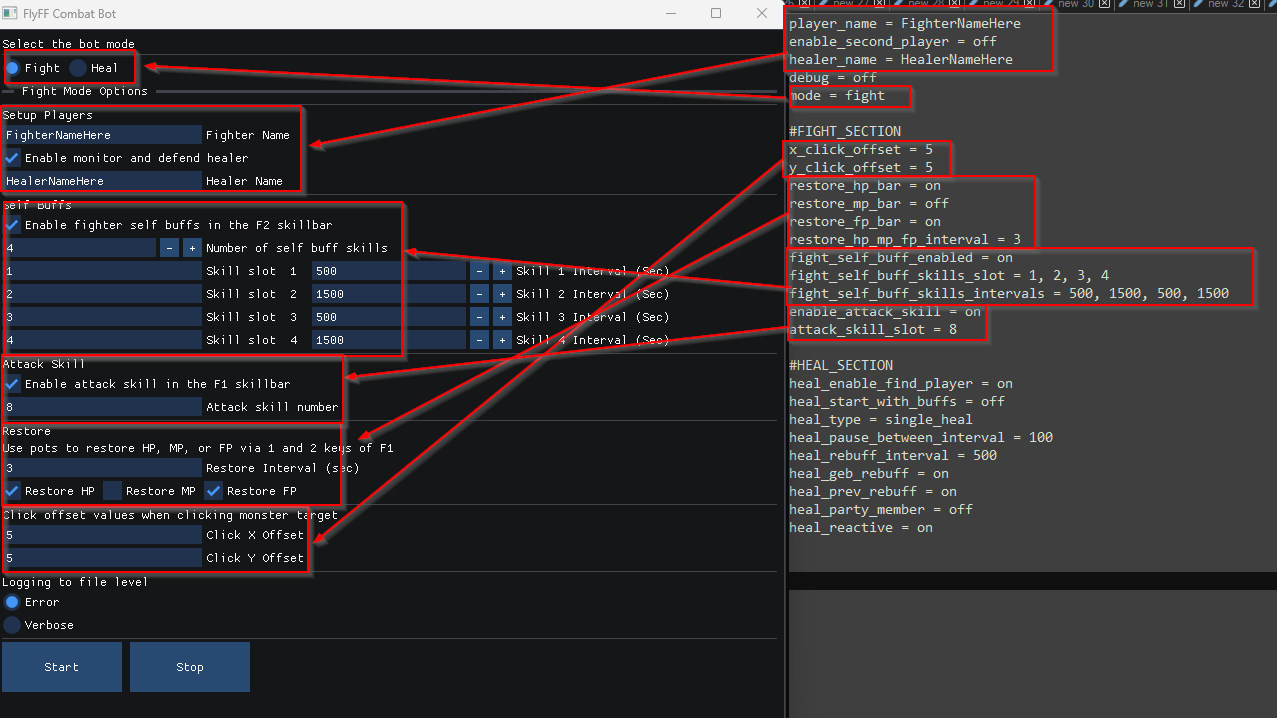 FlyFF Combat Bot
Select the bot mode
Fight Heal
Fight Mode Options
Setup Players
FighterNameHere Fighter Name
Enable monitor and defend healer
HealerNameHere Healer Name
Self Buffs
Enable fighter self buffs in the F2 skillbar
4 - + Number of self buff skills
1 Skill slot 1 500 - + Skill 1 Interval (Sec)
2 Skill slot 2 1500 - + Skill 2 Interval (Sec)
3 Skill slot 3 500 - + Skill 3 Interval (Sec)
4 Skill slot 4 1500 - + Skill 4 Interval (Sec)
Attack Skill
Enable attack skill in the F1 skillbar
8 Attack skill number
Restore
Use pots to restore HP, MP, or FP via 1 and 2 keys of F1
3 Restore Interval (sec)
Restore HP Restore MP Restore FP
Click offset values when clicking monster target
5 Click X Offset
5 Click Y Offset
Logging to file level
Error
Verbose
Start Stop
new 30 new 31 new 32
player_name = FighterNameHere
enable_second_player = off
healer_name = HealerNameHere
debug = off
mode = fight
#FIGHT_SECTION
x_click_offset = 5
y_click_offset = 5
restore_hp_bar = on
restore_mp_bar = off
restore_fp_bar = on
restore_hp_mp_fp_interval = 3
fight_self_buff_enabled = on
fight_self_buff_skills_slot = 1, 2, 3, 4
fight_self_buff_skills_intervals = 500, 1500, 500, 1500
enable_attack_skill = on
attack_skill_slot = 8
#HEAL_SECTION
heal_enable_find_player = on
heal_start_with_buffs = off
heal_type = single_heal
heal_pause_between_interval = 100
heal_rebuff_interval = 500
heal_geb_rebuff = on
heal_prev_rebuff = on
heal_party_member = off
heal_reactive = on